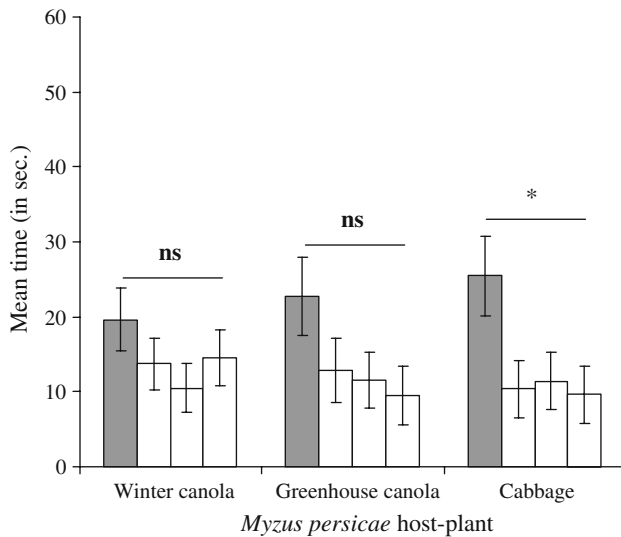 60
50
40
30
20
10
0
Mean time (in sec.)
ns
ns
*
Winter canola
Greenhouse canola
Cabbage
Myzus persicae host-plant